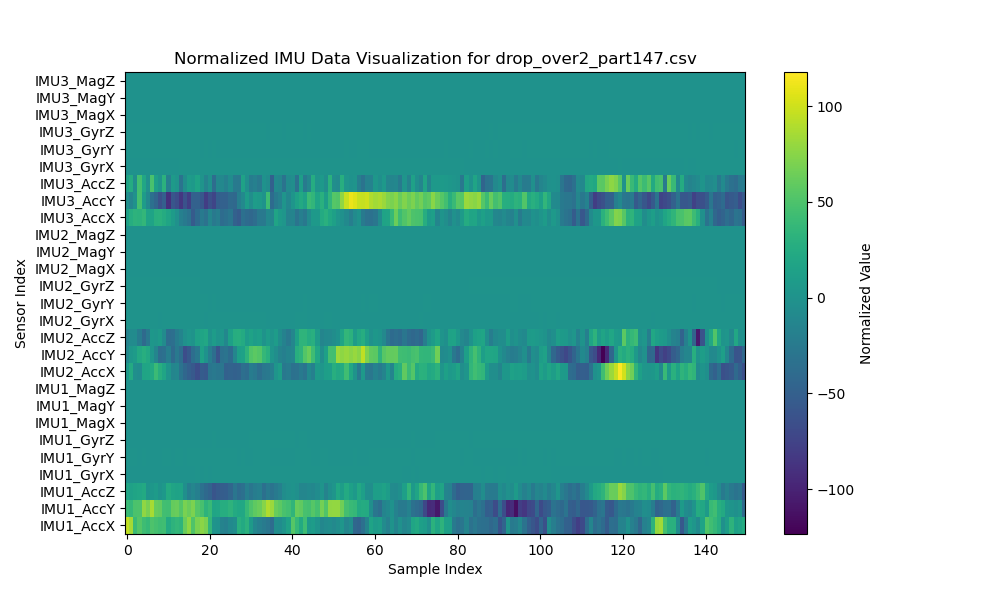 Normalized IMU Data Visualization for drop_over2_part147.csv
IMU3_MagZ
IMU3_MagY
IMU3_MagX
IMU3_GyrZ
IMU3_GyrY
IMU3_GyrX
IMU3_AccZ
IMU3_AccY
IMU3_AccX
IMU2_MagZ
IMU2_MagY
IMU2_MagX
IMU2_GyrZ
IMU2_GyrY
IMU2_GyrX
IMU2_AccZ
IMU2_AccY
IMU2_AccX
IMU1_MagZ
IMU1_MagY
IMU1_MagX
IMU1_GyrZ
IMU1_GyrY
IMU1_GyrX
IMU1_AccZ
IMU1_AccY
IMU1_AccX
Sensor Index
0 20 40 60 80 100 120 140
Sample Index
100
50
0
−50
−100
Normalized Value